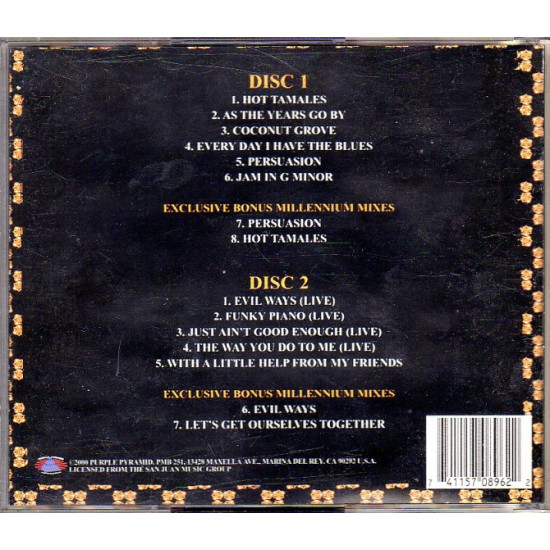 DISC 1
1. HOT TAMALES
2. AS THE YEARS GO BY
3. COCONUT GROVE
4. EVERY DAY I HAVE THE BLUES
5. PERSUASION
6. JAM IN G MINOR
EXCLUSIVE BONUS MILLENNIUM MIXES
7. PERSUASION
8. HOT TAMALES
DISC 2
1. EVIL WAYS (LIVE)
2. FUNKY PIANO (LIVE)
3. JUST AIN'T GOOD ENOUGH (LIVE)
4. THE WAY YOU DO TO ME (LIVE)
5. WITH A LITTLE HELP FROM MY FRIENDS
EXCLUSIVE BONUS MILLENNIUM MIXES
6. EVIL WAYS
7. LET'S GET OURSELVES TOGETHER
©2000 PURPLE PYRAMID. PMB 251, 13428 MAXELLA AVE., MARINA DEL REY, CA 90292 U.S.A.
LICENSED FROM THE SAN JUAN MUSIC GROUP
7 41157 08962 2